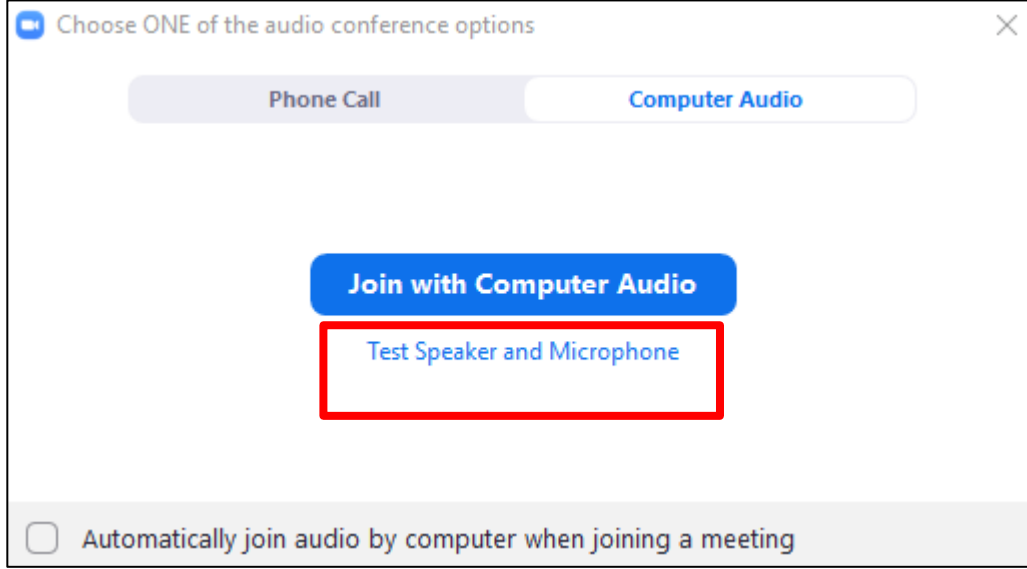 Choose ONE of the audio conference options
Phone Call
Computer Audio
Join with Computer Audio
Test Speaker and Microphone
Automatically join audio by computer when joining a meeting